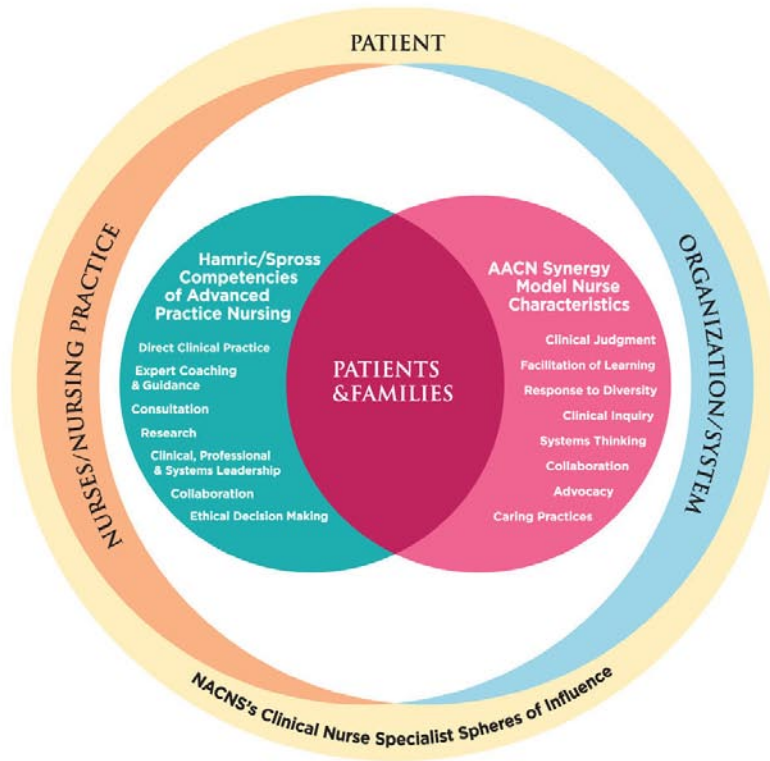 PATIENT
NURSES/NURSING PRACTICE
ORGANIZATION/SYSTEM
Hamric/Spross
Competencies
of Advanced
Practice Nursing
Direct Clinical Practice
Expert Coaching
& Guidance
Consultation
Research
Clinical, Professional
& Systems Leadership
Collaboration
Ethical Decision Making
PATIENTS
&FAMILIES
AACN Synergy
Model Nurse
Characteristics
Clinical Judgment
Facilitation of Learning
Response to Diversity
Clinical Inquiry
Systems Thinking
Collaboration
Advocacy
Caring Practices
NACNS's Clinical Nurse Specialist Spheres of Influence